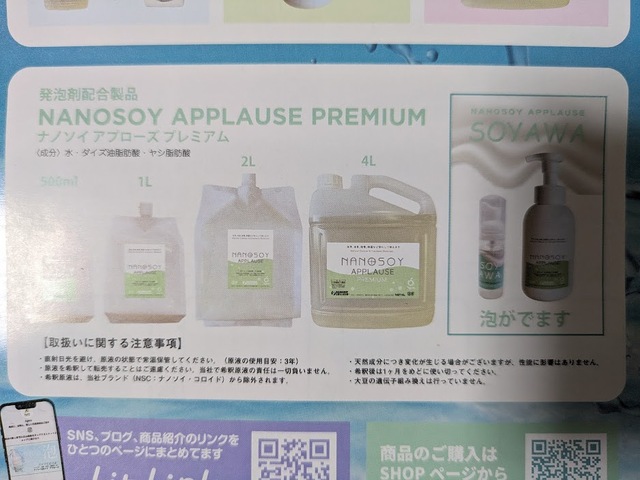 発泡剤配合製品
NANOSOY APPLAUSE PREMIUM
ナノソイ アプローズ プレミアム
〈成分〉水・ダイズ油脂肪酸・ヤシ脂肪酸
500ml
1L
2L
4L
NANOSOY
APPLAUSE
NANOSOY
APPLAUSE
NANOSOY
APPLAUSE
PREMIUM
NANOSOY APPLAUSE
SOYAWA
泡がでます
【取扱いに関する注意事項】
・直射日光を避け、原液の状態で常温保管してください。(原液の使用目安:3年)
・原液を希釈して転売することはご遠慮ください。当社で希釈原液の責任は一切負いません。
・希釈原液は、当社ブランド(NSC:ナノソイ・コロイド)から除外されます。
・天然成分につき変化が生じる場合がございますが、性能に影響はありません。
・希釈後は1ヶ月をめどに使い切ってください。
・大豆の遺伝子組み換えは行っていません。
SNS、ブログ、商品紹介のリンクを
ひとつのページにまとめてます
商品のご購入は
SHOPページから